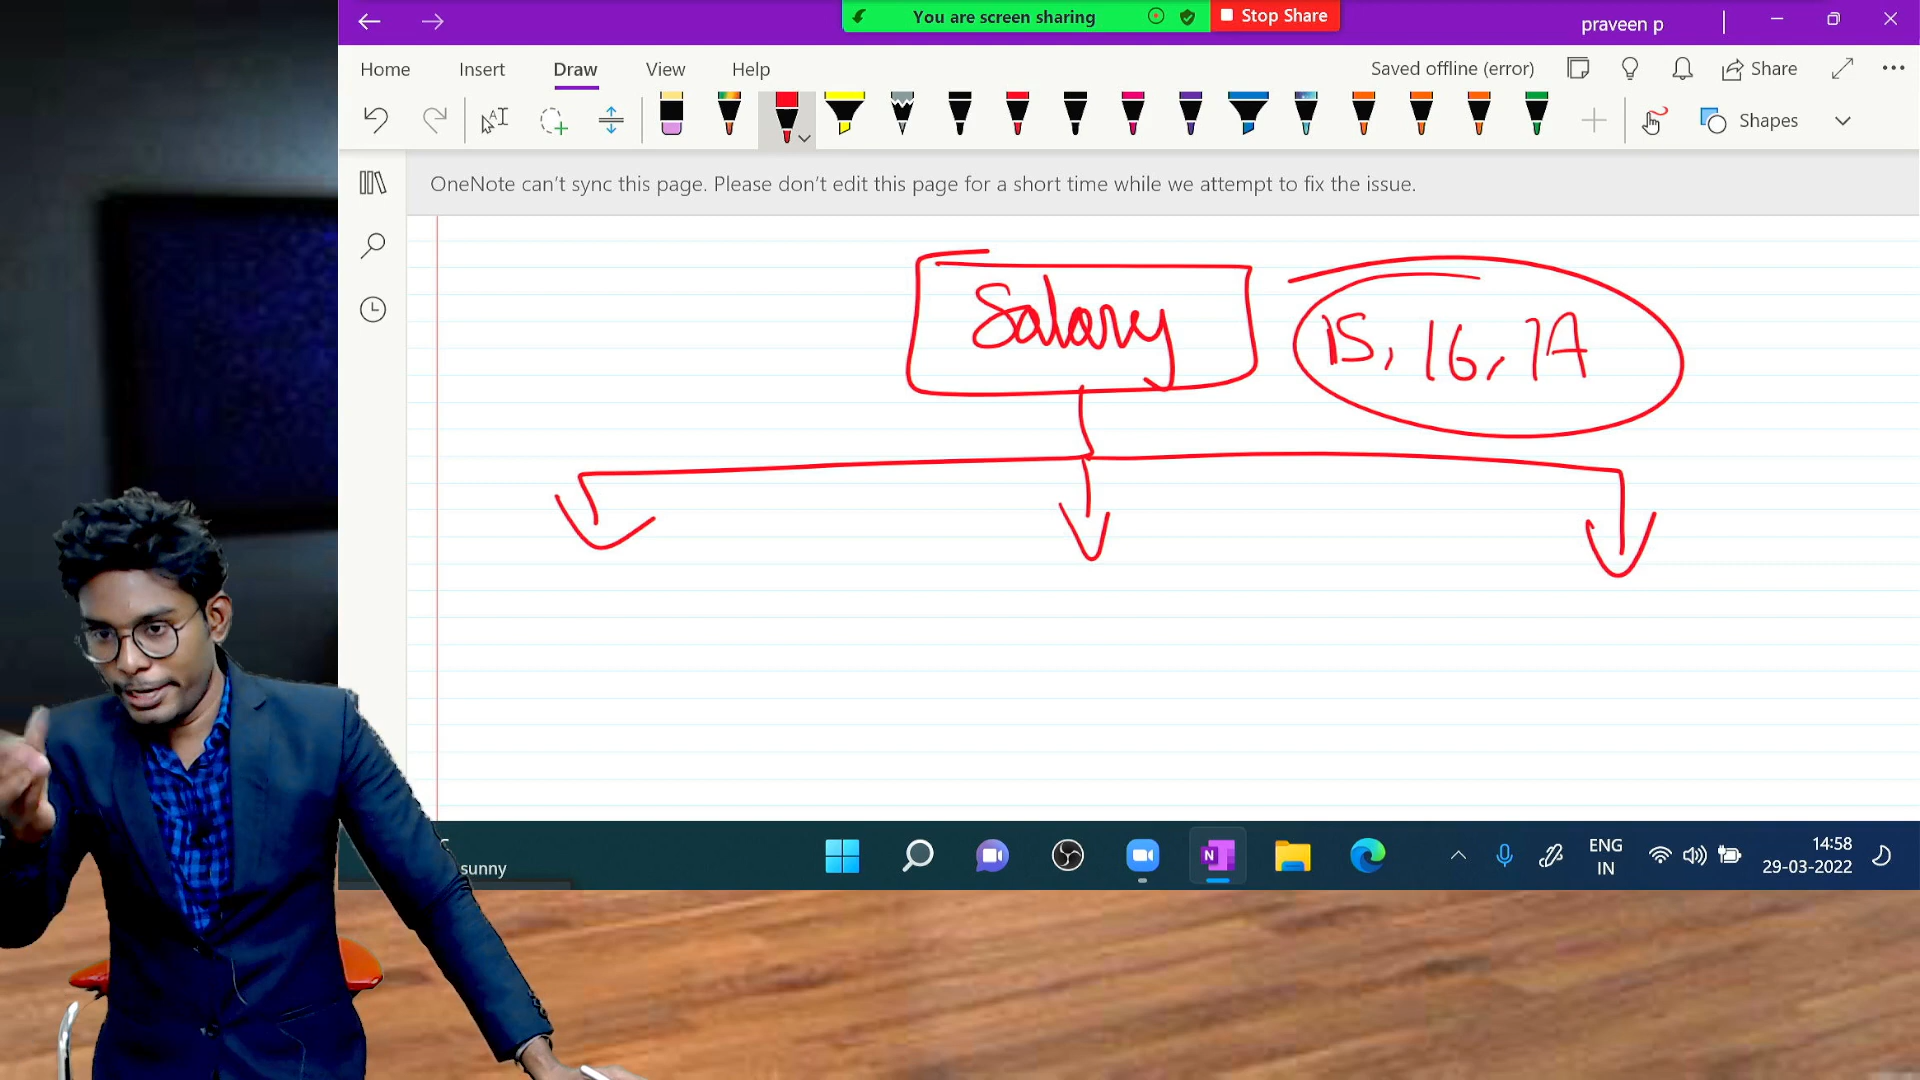 You are screen sharing
Stop Share
praveen p
Home Insert Draw View Help
Saved offline (error)
Share
Shapes
OneNote can't sync this page. Please don't edit this page for a short time while we attempt to fix the issue.
Salary
15, 16, 17A
sunny
ENG
IN
14:58
29-03-2022